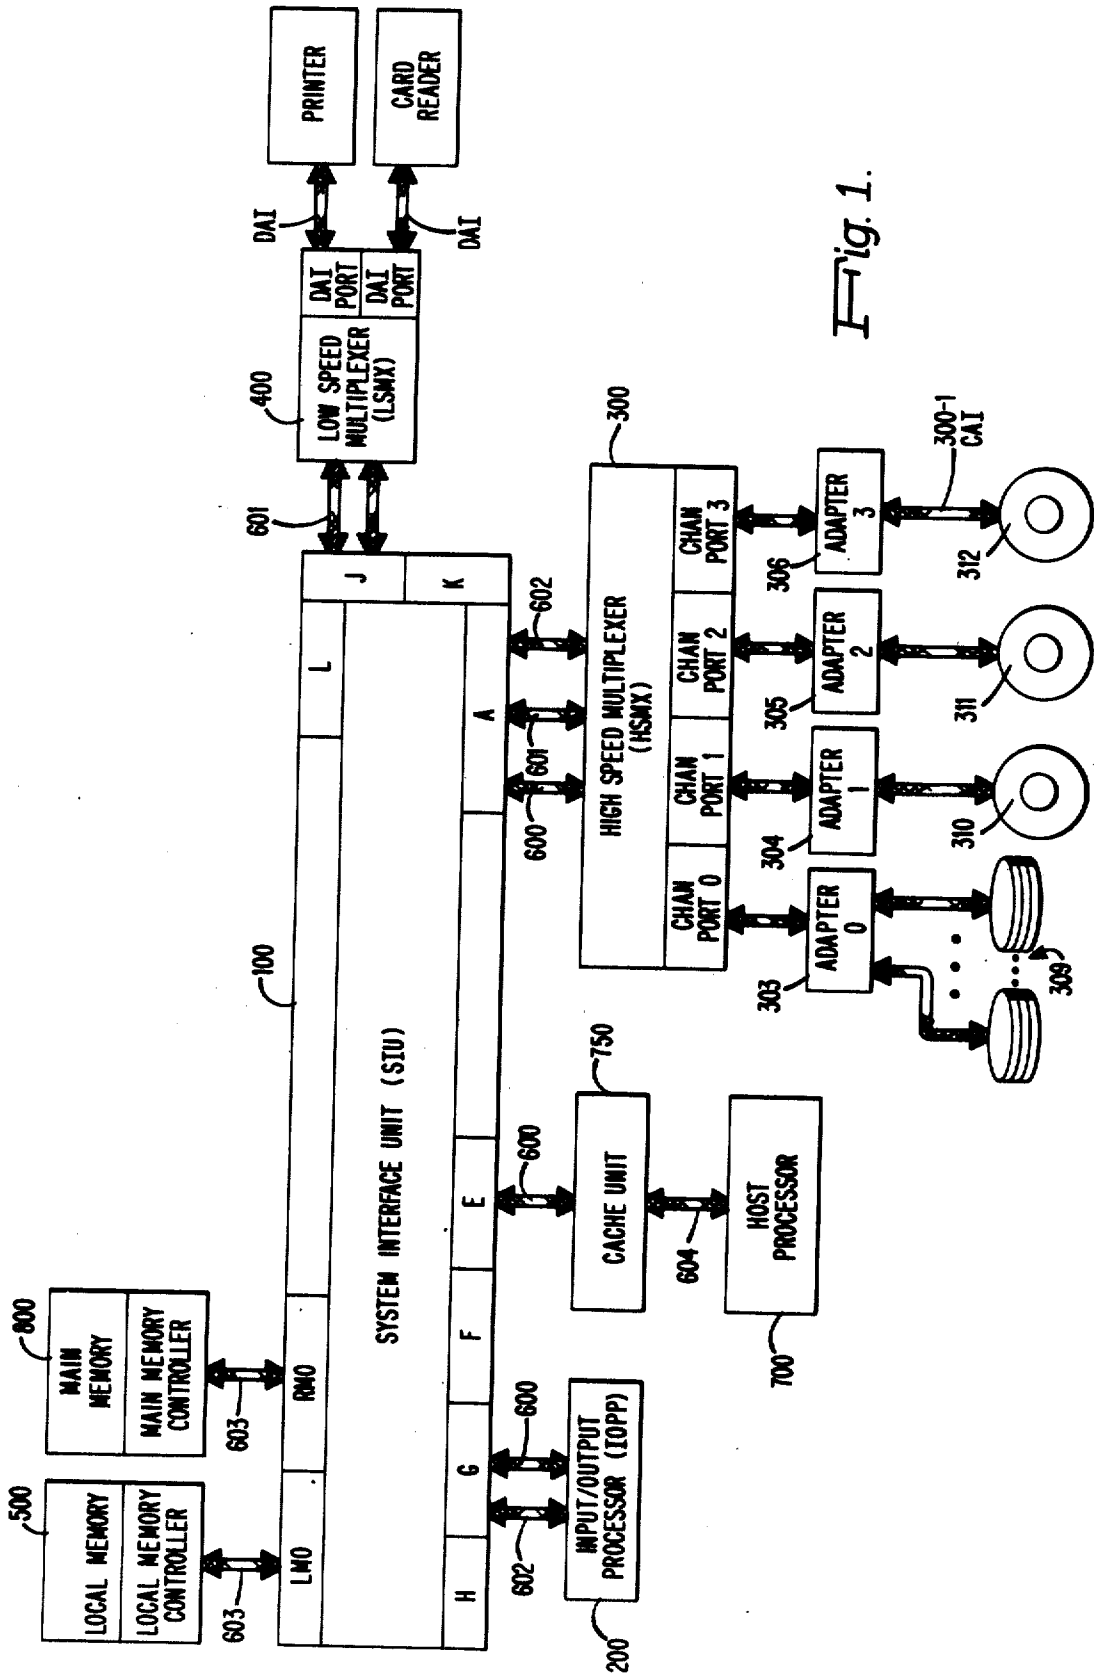 500
LOCAL MEMORY
LOCAL MEMORY
CONTROLLER
603
800
MAIN
MEMORY
MAIN MEMORY
CONTROLLER
603
LMO
RMO
100
L
SYSTEM INTERFACE UNIT (SIU)
H
G
F
E
A
J
K
601
400
LOW SPEED
MULTIPLEXER
(LSMX)
DAI
PORT
DAI
PORT
DAI
DAI
PRINTER
CARD
READER
602
600
INPUT/OUTPUT
PROCESSOR (IOPP)
200
600
750
CACHE UNIT
604
HOST
PROCESSOR
700
600
601
602
300
HIGH SPEED MULTIPLEXER
(HSMX)
CHAN
PORT 0
CHAN
PORT 1
CHAN
PORT 2
CHAN
PORT 3
303
ADAPTER
0
304
ADAPTER
1
305
ADAPTER
2
306
ADAPTER
3
300-1
CAI
309
310
311
312
Fig. 1.